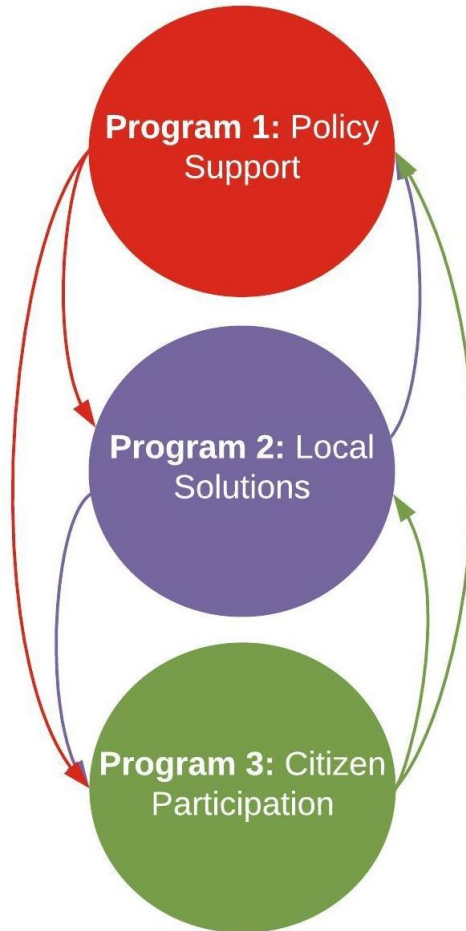 Program 1: Policy
Support
Program 2: Local
Solutions
Program 3: Citizen
Participation